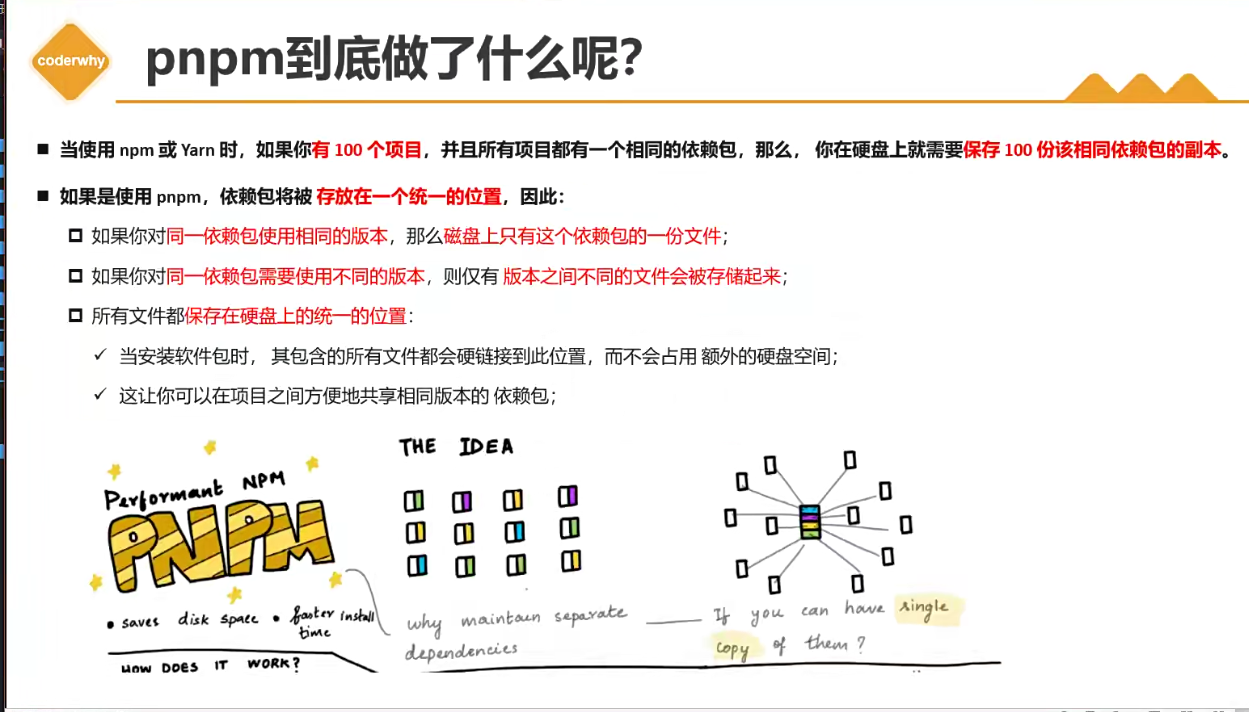 coderwhy
pnpm到底做了什么呢?
当使用 npm 或 Yarn 时，如果你有 100 个项目，并且所有项目都有一个相同的依赖包，那么， 你在硬盘上就需要保存 100 份该相同依赖包的副本。
如果是使用 pnpm，依赖包将被 存放在一个统一的位置，因此：
如果你对同一依赖包使用相同的版本，那么磁盘上只有这个依赖包的一份文件；
如果你对同一依赖包需要使用不同的版本，则仅有 版本之间不同的文件会被存储起来；
所有文件都保存在硬盘上的统一的位置：
✓ 当安装软件包时， 其包含的所有文件都会硬链接到此位置，而不会占用 额外的硬盘空间；
✓ 这让你可以在项目之间方便地共享相同版本的 依赖包；
Performant NPM
PNPM
• saves disk space • faster install
time
HOW DOES IT WORK?
THE IDEA
why maintain separate
dependencies
If you can have single
copy of them?